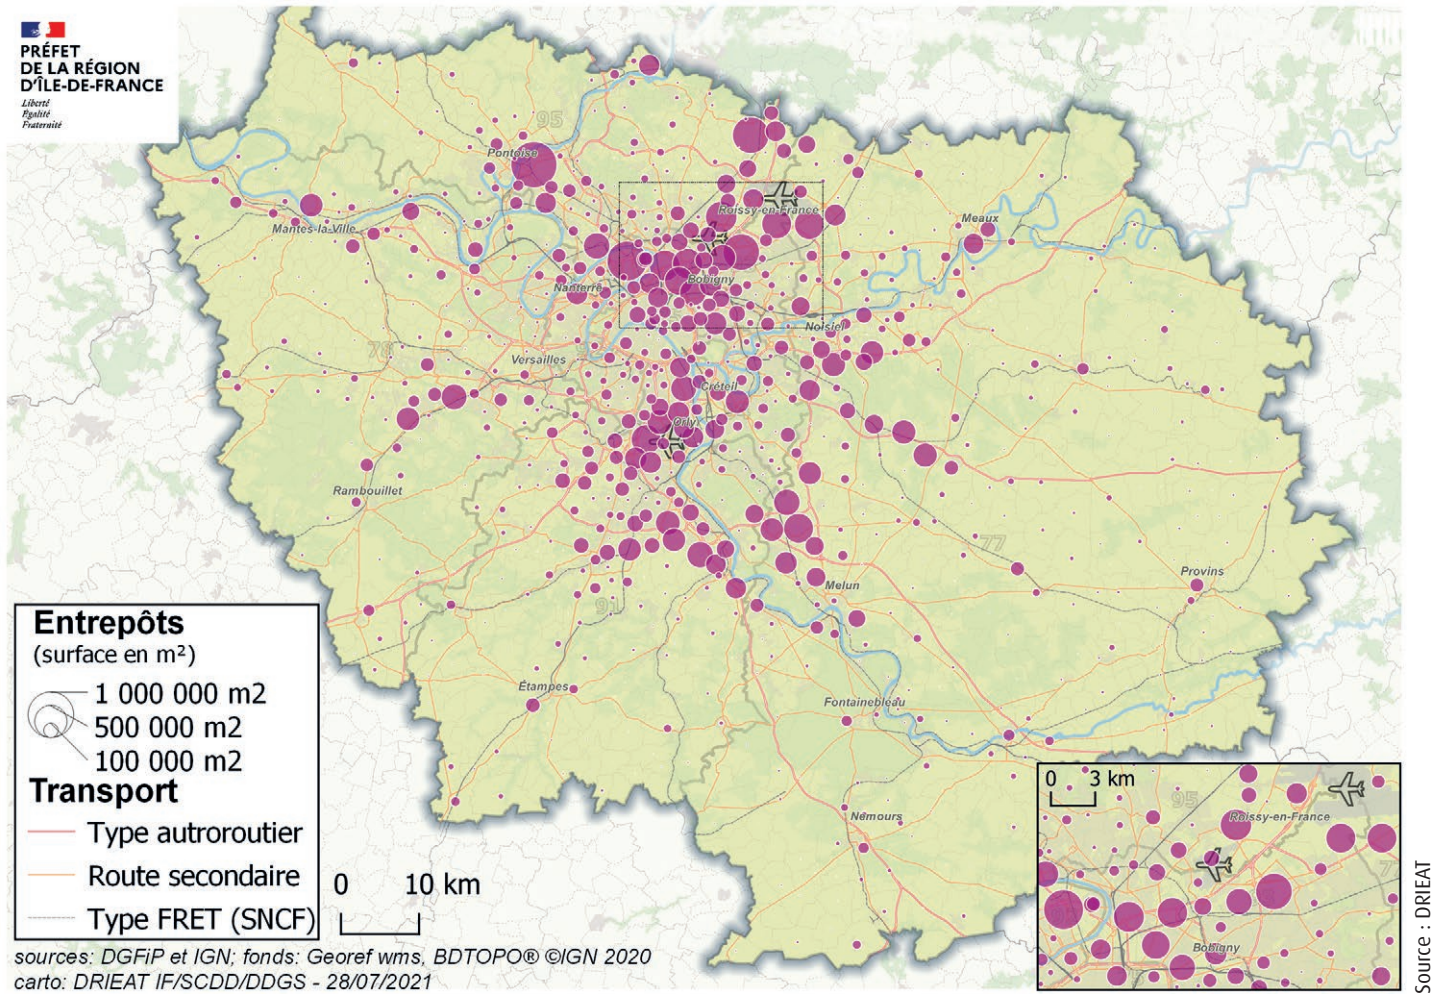 PRÉFET
DE LA RÉGION
D'ÎLE-DE-FRANCE
Liberté
Égalité
Fraternité
95
Pontoise
Roissy-en-France
Mantes-la-Ville
Meaux
Nanterre
Bobigny
Noisiel
78
Versailles
Créteil
Orly
Rambouillet
77
Melun
Provins
91
Étampes
Fontainebleau
Nemours
Entrepôts
(surface en m²)
1 000 000 m2
500 000 m2
100 000 m2
Transport
Type autroroutier
Route secondaire
Type FRET (SNCF)
0 10 km
0 3 km
95
Roissy-en-France
Bobigny
sources: DGFiP et IGN; fonds: Georef wms, BDTOPO® ©IGN 2020
carto: DRIEAT IF/SCDD/DDGS - 28/07/2021
Source : DRIEAT